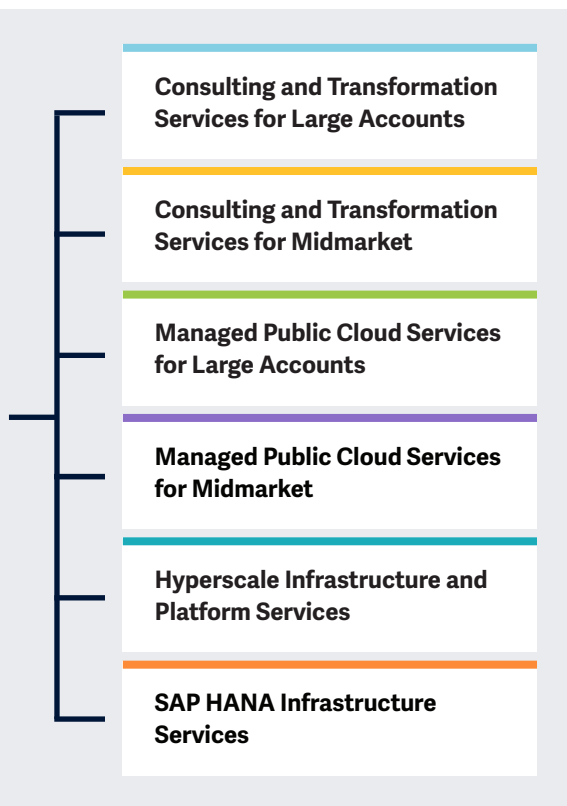 Consulting and Transformation
Services for Large Accounts
Consulting and Transformation
Services for Midmarket
Managed Public Cloud Services
for Large Accounts
Managed Public Cloud Services
for Midmarket
Hyperscale Infrastructure and
Platform Services
SAP HANA Infrastructure
Services